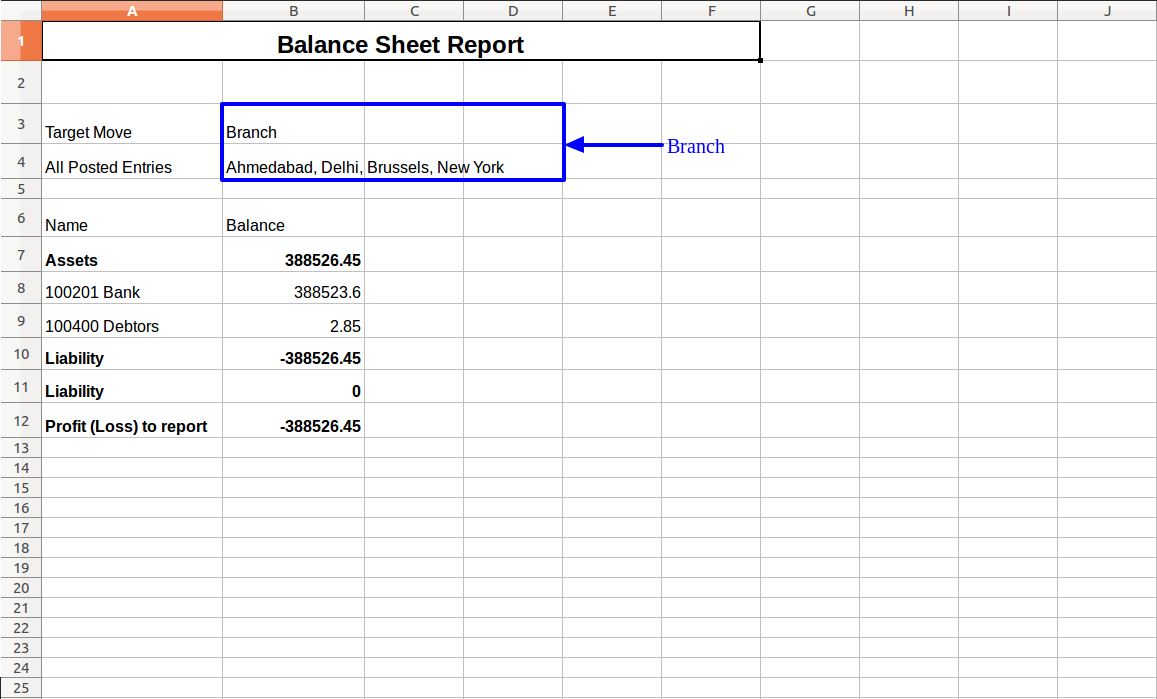 A B C D E F G H I J
1 Balance Sheet Report
2
3 Target Move Branch
Branch
4 All Posted Entries Ahmedabad, Delhi, Brussels, New York
5
6 Name Balance
7 Assets 388526.45
8 100201 Bank 388523.6
9 100400 Debtors 2.85
10 Liability -388526.45
11 Liability 0
12 Profit (Loss) to report -388526.45
13
14
15
16
17
18
19
20
21
22
23
24
25